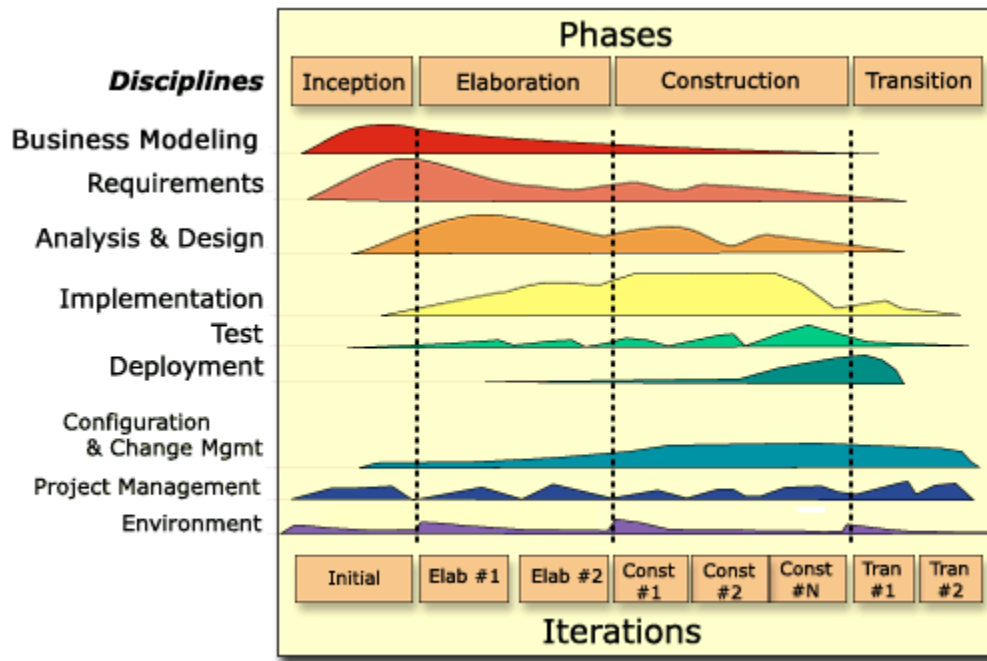 Phases
Disciplines
Inception
Elaboration
Construction
Transition
Business Modeling
Requirements
Analysis & Design
Implementation
Test
Deployment
Configuration
& Change Mgmt
Project Management
Environment
Initial
Elab #1
Elab #2
Const
#1
Const
#2
Const
#N
Tran
#1
Tran
#2
Iterations